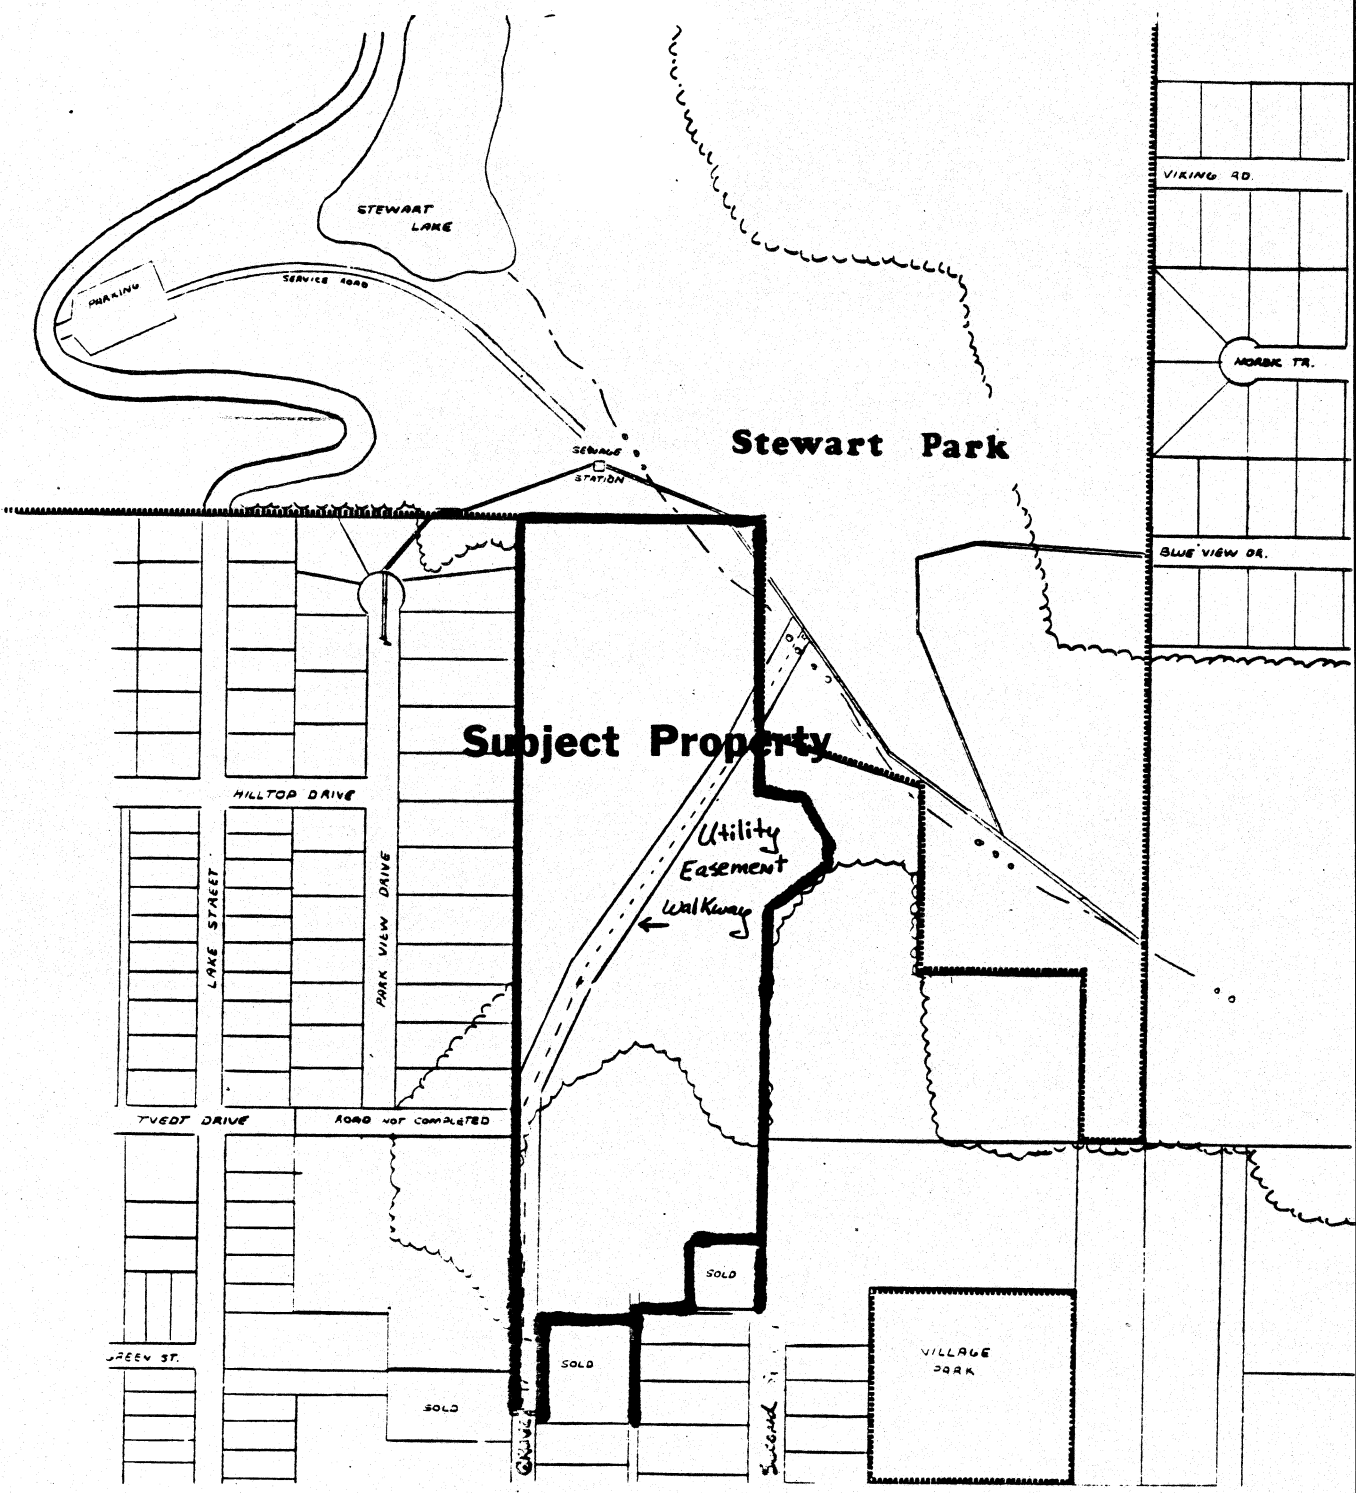 VIKING RD.
STEWART
LAKE
SERVICE ROAD
PARKING
NORDIC TR.
Stewart Park
SEWAGE
STATION
BLUE VIEW DR.
Subject Property
HILLTOP DRIVE
Utility
Easement
Walkway
LAKE STREET
PARK VIEW DRIVE
TVEDT DRIVE
ROAD NOT COMPLETED
SOLD
VILLAGE
PARK
GREEN ST.
SOLD
SOLD
Second